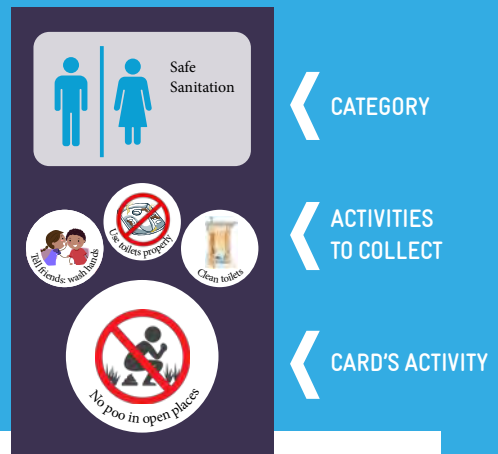 Safe
Sanitation
CATEGORY
Tell friends: wash hands
Use toilets properly
Clean toilets
ACTIVITIES
TO COLLECT
No poo in open places
CARD'S ACTIVITY